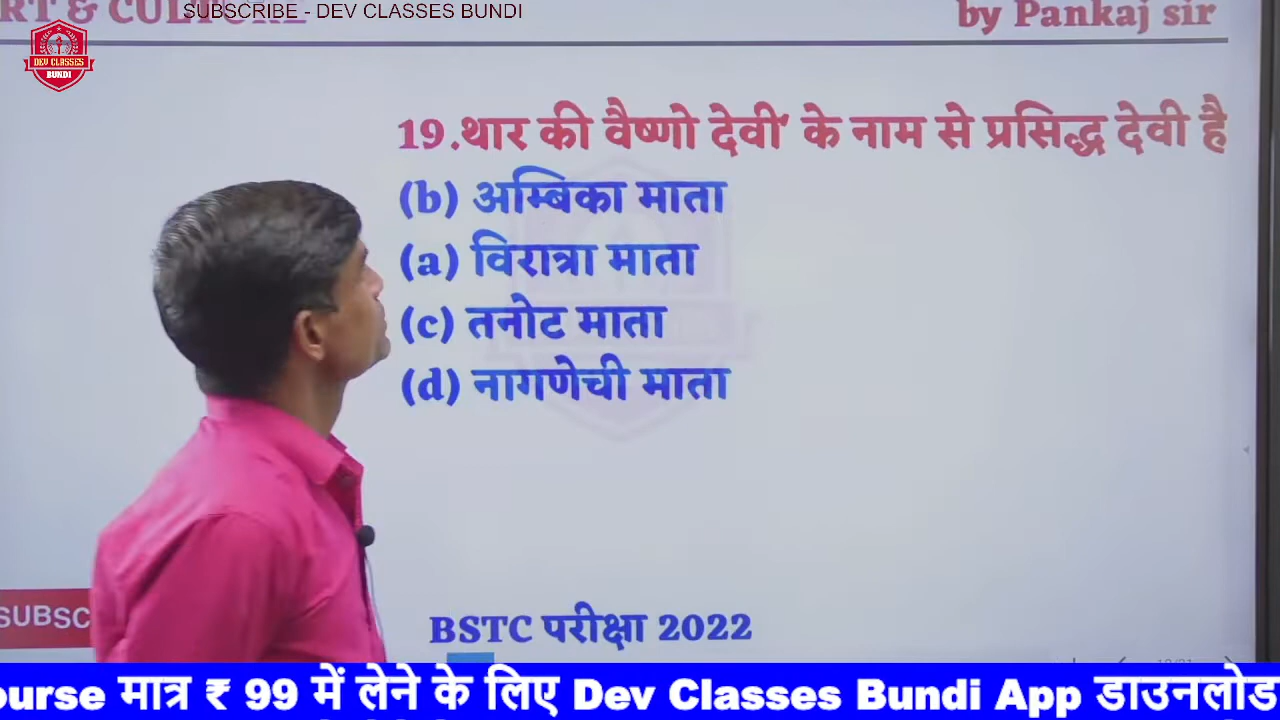 SUBSCRIBE - DEV CLASSES BUNDI
RT & CULTURE
by Pankaj sir
DEV CLASSES
BUNDI
19.थार की वैष्णो देवी' के नाम से प्रसिद्ध देवी है
(b) अम्बिका माता
(a) विरात्रा माता
(c) तनोट माता
(d) नागणेची माता
SUBSC
BSTC परीक्षा 2022
ourse मात्र ₹ 99 में लेने के लिए Dev Classes Bundi App डाउनलोड